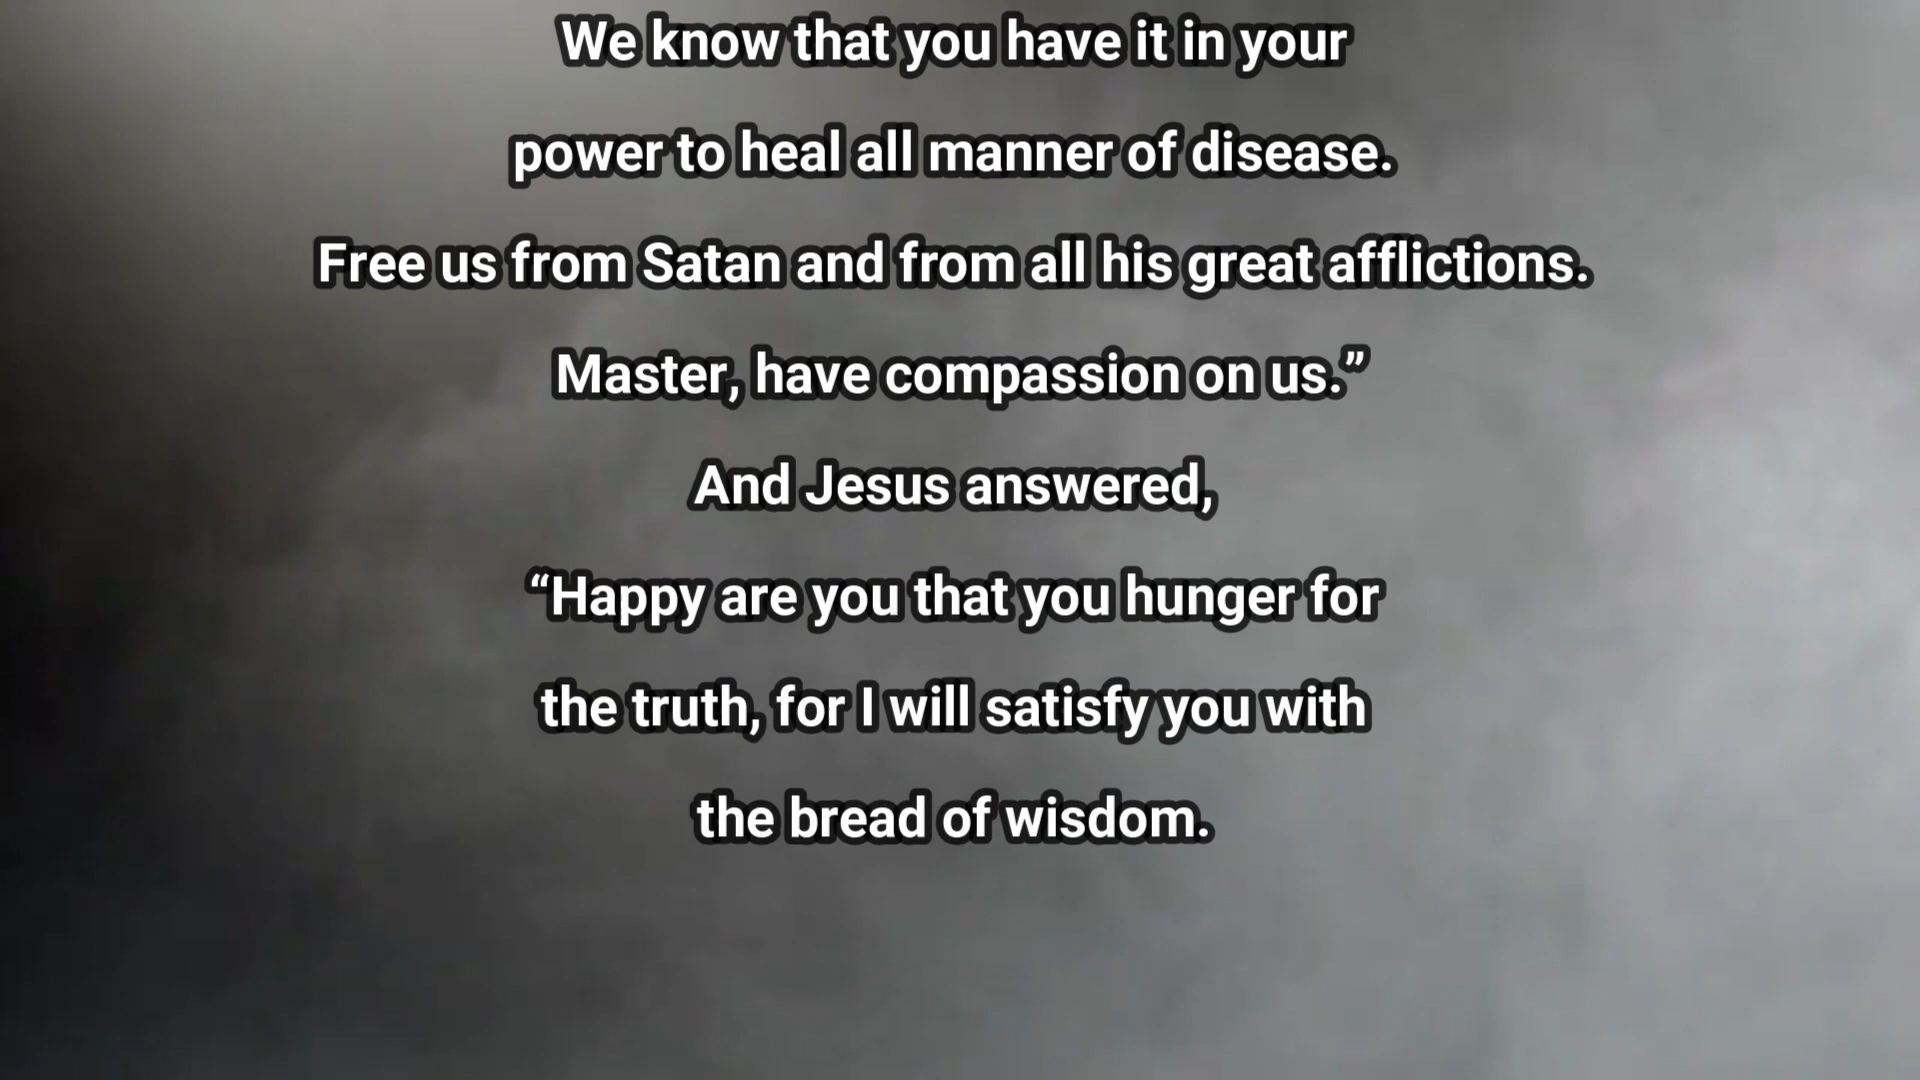 We know that you have it in your
power to heal all manner of disease.
Free us from Satan and from all his great afflictions.
Master, have compassion on us.”
And Jesus answered,
“Happy are you that you hunger for
the truth, for I will satisfy you with
the bread of wisdom.